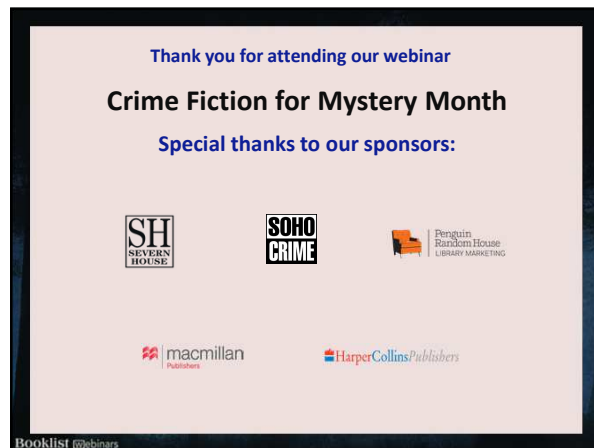 Thank you for attending our webinar
Crime Fiction for Mystery Month
Special thanks to our sponsors:
SH
SEVERN
HOUSE
SOHO
CRIME
Penguin
Random House
LIBRARY MARKETING
macmillan
Publishers
HarperCollinsPublishers
Booklist Webinars